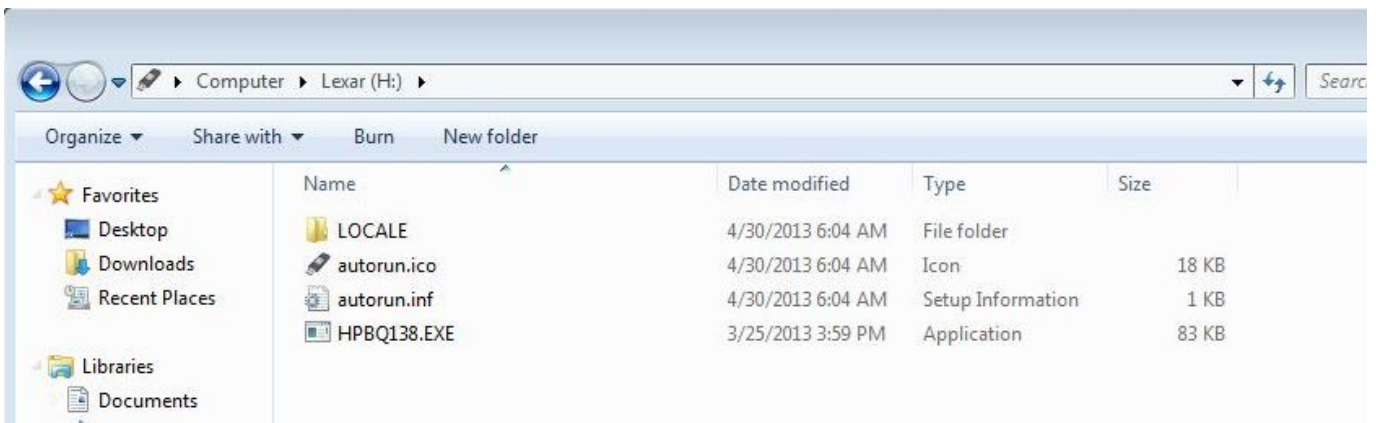 Computer Lexar (H:)
Organize Share with Burn New folder
Favorites
Desktop
Downloads
Recent Places
Libraries
Documents
Name Date modified Type Size
LOCALE 4/30/2013 6:04 AM File folder
autorun.ico 4/30/2013 6:04 AM Icon 18 KB
autorun.inf 4/30/2013 6:04 AM Setup Information 1 KB
HPBQ138.EXE 3/25/2013 3:59 PM Application 83 KB